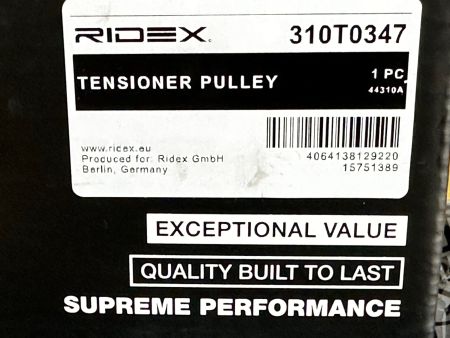 RIDEX 310T0347
TENSIONER PULLEY 1 PC.
44310A
www.ridex.eu
Produced for: Ridex GmbH
Berlin, Germany
4064138129220
15751389
EXCEPTIONAL VALUE
QUALITY BUILT TO LAST
SUPREME PERFORMANCE